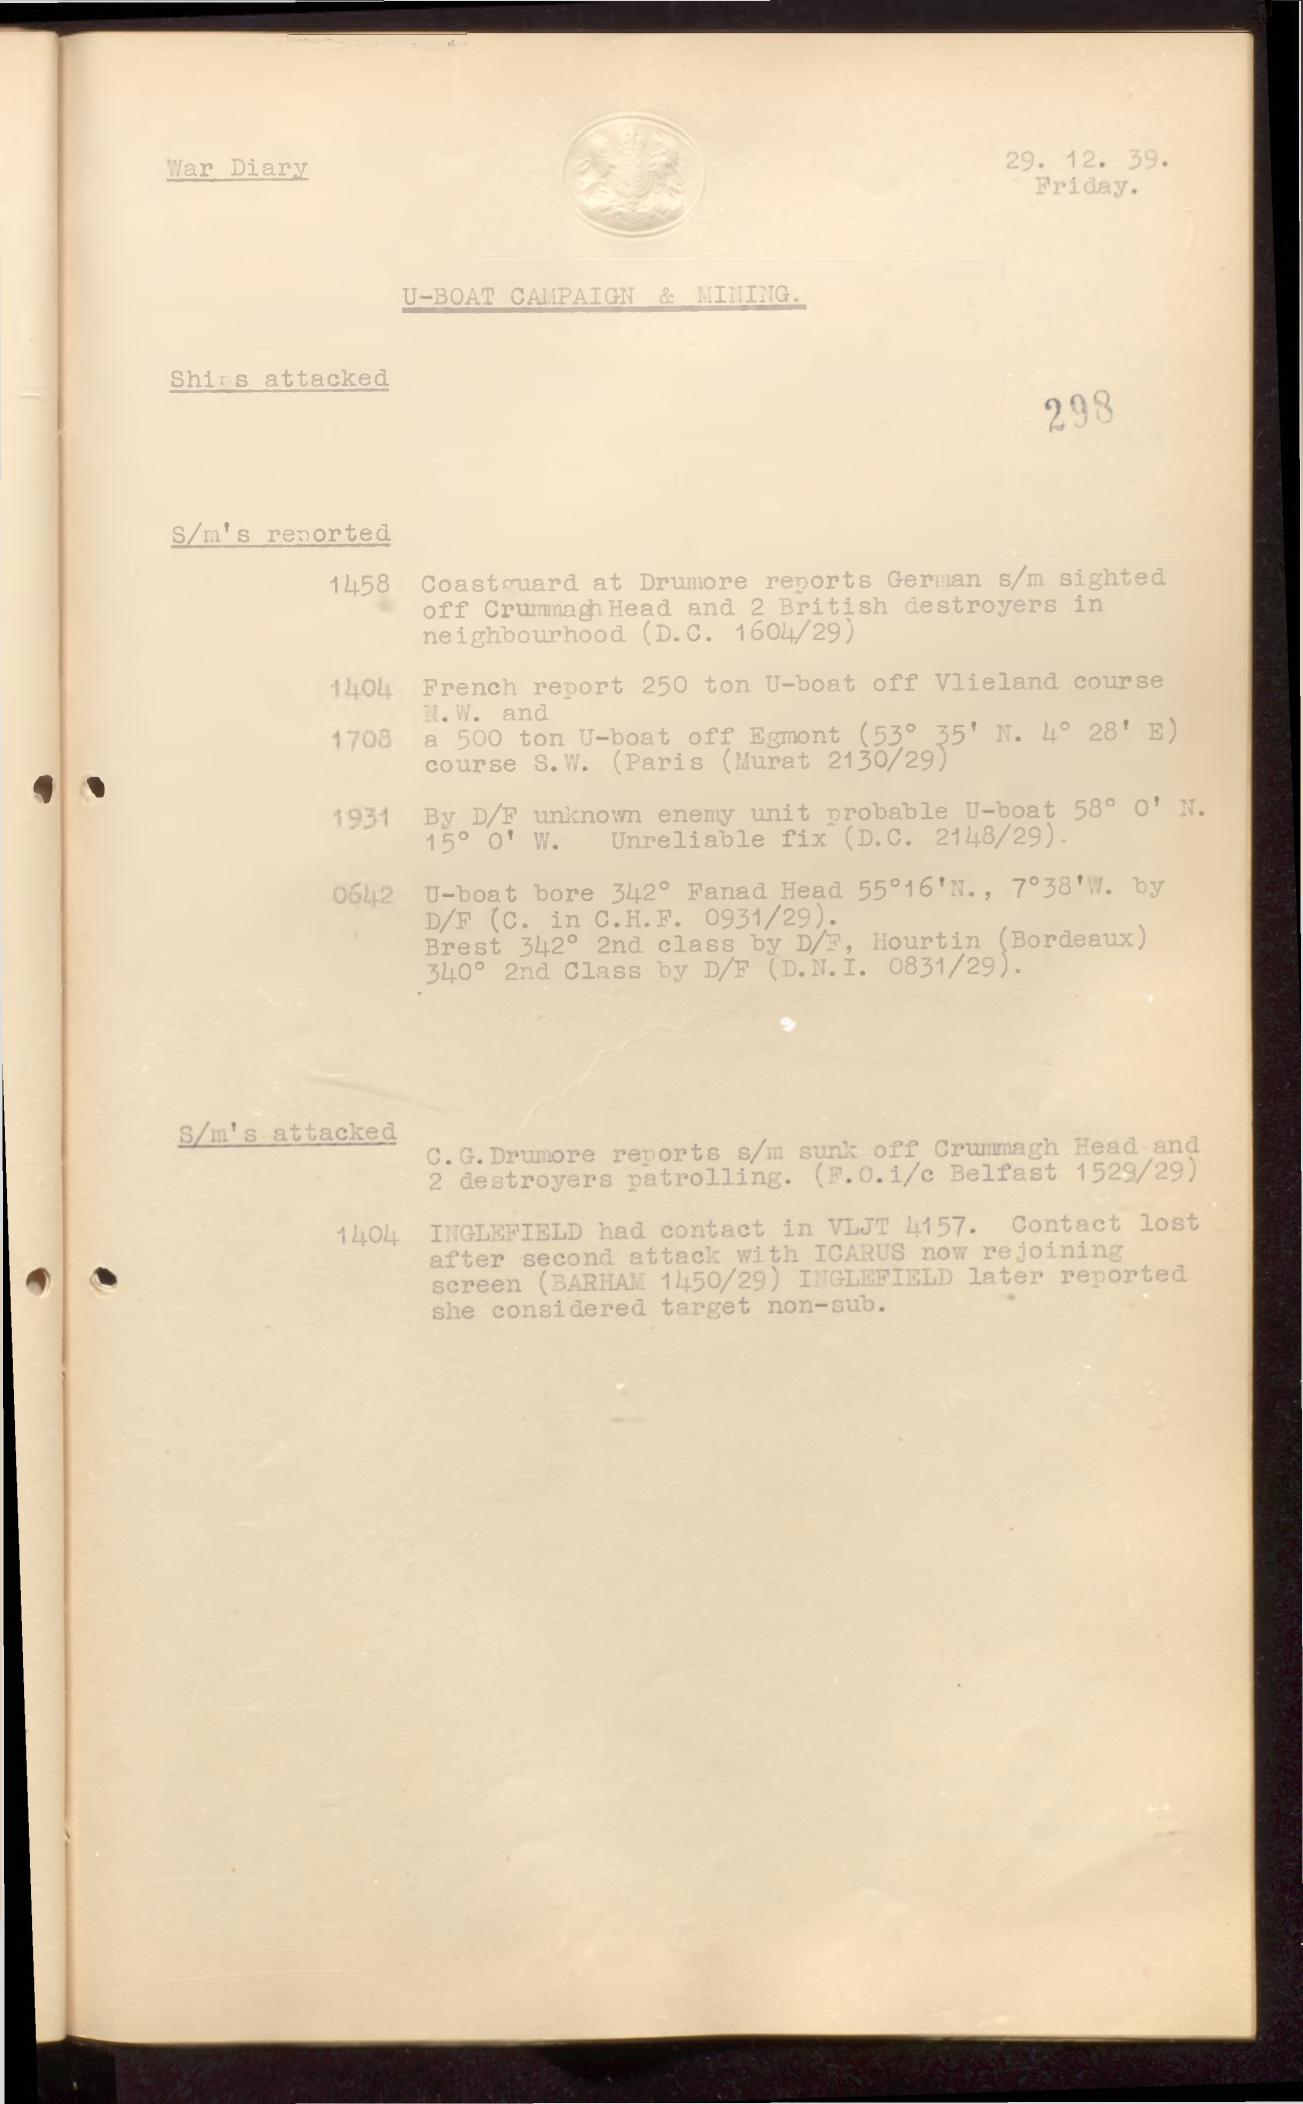 War Diary
29. 12. 39.
Friday.
U-BOAT CAMPAIGN & MINING.
Ships attacked
298
S/m's reported
1458 Coastguard at Drumore reports German s/m sighted
off Crummagh Head and 2 British destroyers in
neighbourhood (D.C. 1604/29)
1404 French report 250 ton U-boat off Vlieland course
N.W. and
1708 a 500 ton U-boat off Egmont (53° 35' N. 4° 28' E)
course S.W. (Paris (Murat 2130/29)
1931 By D/F unknown enemy unit probable U-boat 58° 0' N.
15° 0' W. Unreliable fix (D.C. 2148/29).
0642 U-boat bore 342° Fanad Head 55°16'N., 7°38'W. by
D/F (C. in C.H.F. 0931/29).
Brest 342° 2nd class by D/F, Hourtin (Bordeaux)
340° 2nd Class by D/F (D.N.I. 0831/29).
S/m's attacked
C.G.Drumore reports s/m sunk off Crummagh Head and
2 destroyers patrolling. (F.O.i/c Belfast 1529/29)
1404 INGLEFIELD had contact in VLJT 4157. Contact lost
after second attack with ICARUS now rejoining
screen (BARHAM 1450/29) INGLEFIELD later reported
she considered target non-sub.